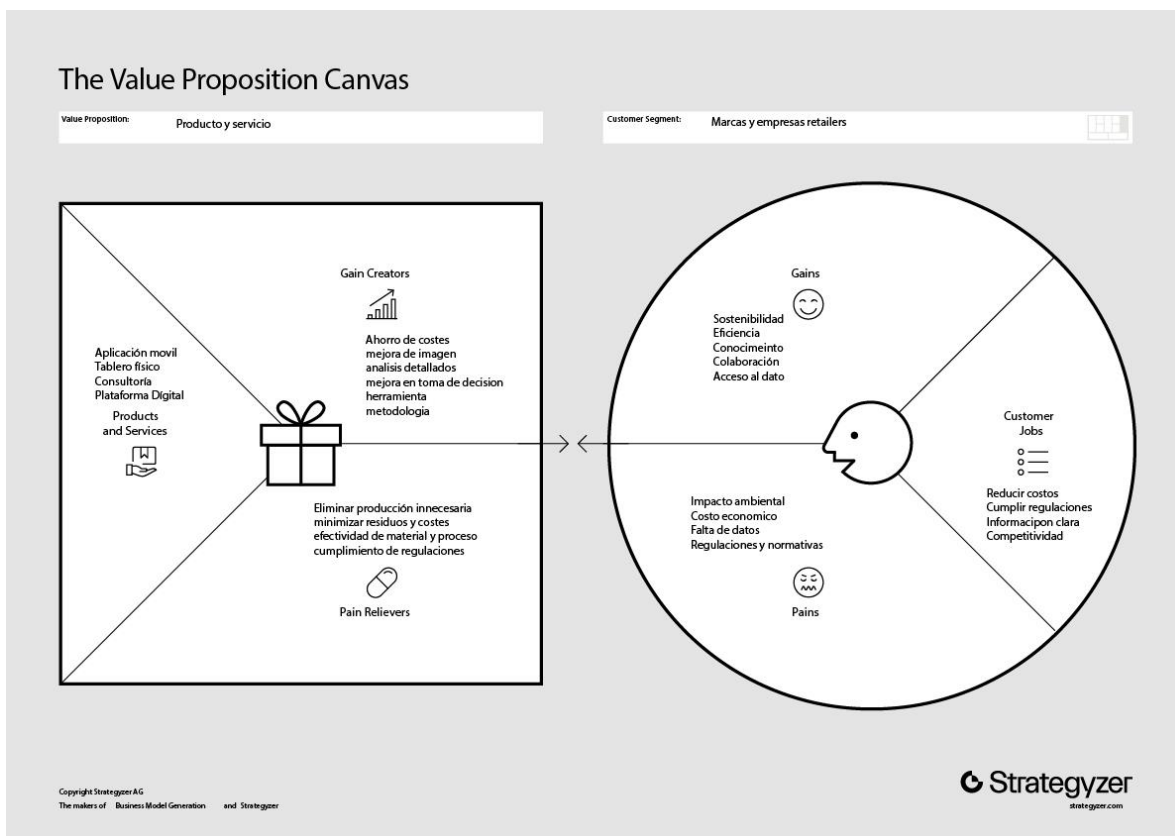 The Value Proposition Canvas
Value Proposition:
Producto y servicio
Customer Segment:
Marcas y empresas retailers
Gain Creators
Ahorro de costes
mejora de imagen
analisis detallados
mejora en toma de decision
herramienta
metodologia
Aplicación movil
Tablero físico
Consultoría
Plataforma Dígital
Products
and Services
Eliminar producción innecesaria
minimizar residuos y costes
efectividad de material y proceso
cumplimiento de regulaciones
Pain Relievers
Gains
Sostenibilidad
Eficiencia
Conocimeinto
Colaboración
Acceso al dato
Customer
Jobs
Reducir costos
Cumplir regulaciones
Informacipon clara
Competitividad
Impacto ambiental
Costo economico
Falta de datos
Regulaciones y normativas
Pains
Copyright Strategyzer AG
The makers of Business Model Generation and Strategyzer
Strategyzer
strategyzer.com